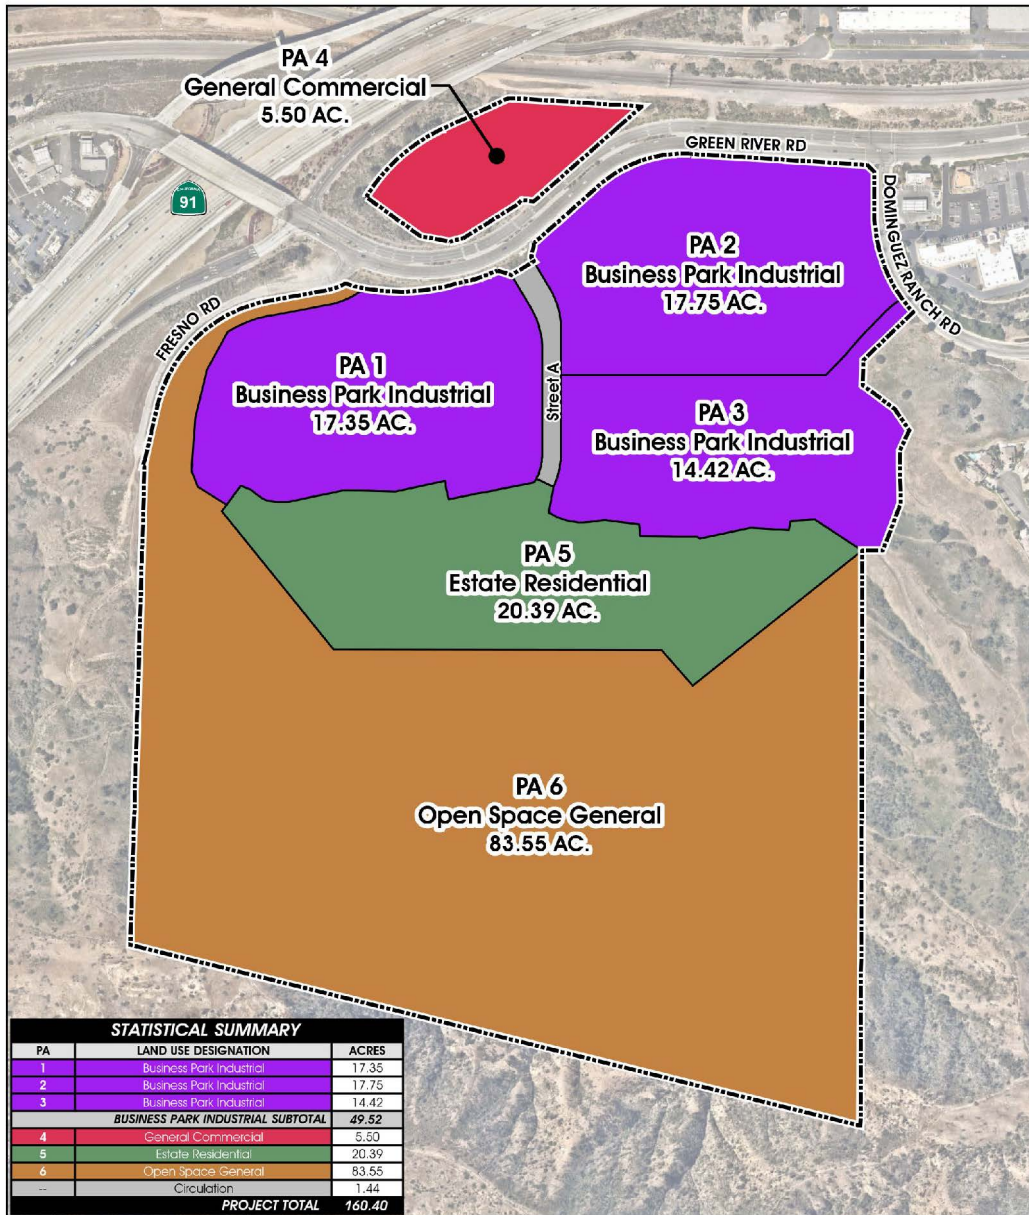 PA 4
General Commercial
5.50 AC.
GREEN RIVER RD
CALIFORNIA
91
DOMINGUEZ RANCH RD
PA 2
Business Park Industrial
17.75 AC.
FRESNO RD
PA 1
Business Park Industrial
17.35 AC.
Street A
PA 3
Business Park Industrial
14.42 AC.
PA 5
Estate Residential
20.39 AC.
PA 6
Open Space General
83.55 AC.
STATISTICAL SUMMARY
PA LAND USE DESIGNATION ACRES
1 Business Park Industrial 17.35
2 Business Park Industrial 17.75
3 Business Park Industrial 14.42
BUSINESS PARK INDUSTRIAL SUBTOTAL 49.52
4 General Commercial 5.50
5 Estate Residential 20.39
6 Open Space General 83.55
-- Circulation 1.44
PROJECT TOTAL 160.40